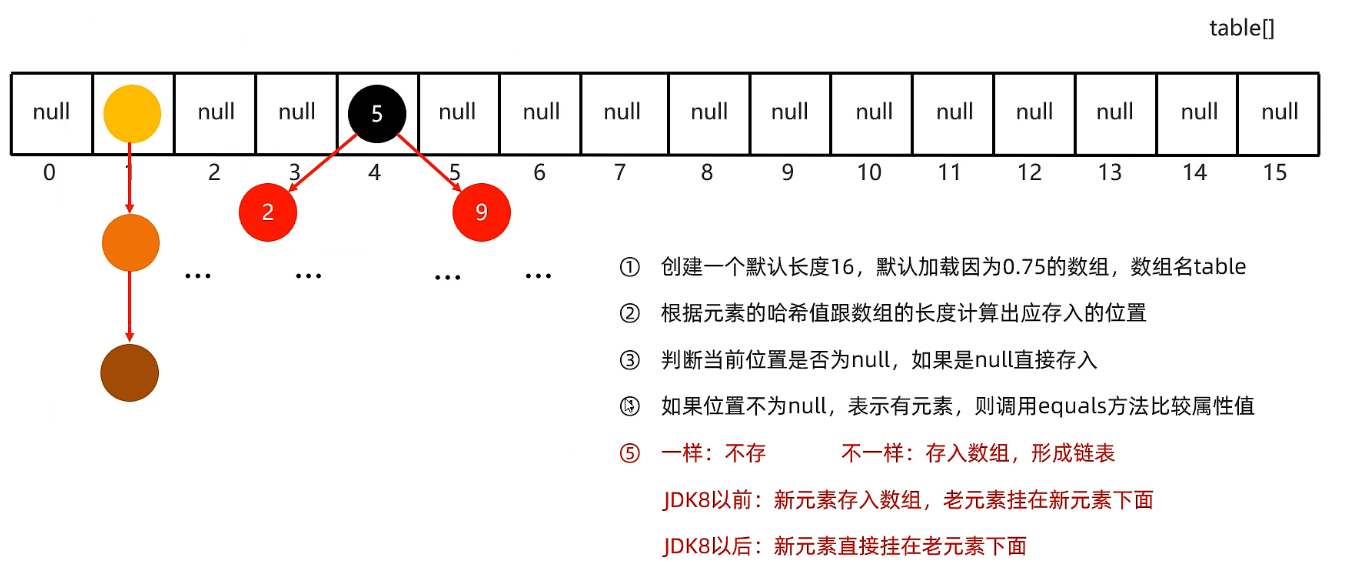 table[]
null null null 5 null null null null null null null null null null null
0 1 2 3 4 5 6 7 8 9 10 11 12 13 14 15
2 9
... ... ... ...
① 创建一个默认长度16，默认加载因为0.75的数组，数组名table
② 根据元素的哈希值跟数组的长度计算出应存入的位置
③ 判断当前位置是否为null，如果是null直接存入
④ 如果位置不为null，表示有元素，则调用equals方法比较属性值
⑤ 一样：不存 不一样：存入数组，形成链表
JDK8以前：新元素存入数组，老元素挂在新元素下面
JDK8以后：新元素直接挂在老元素下面